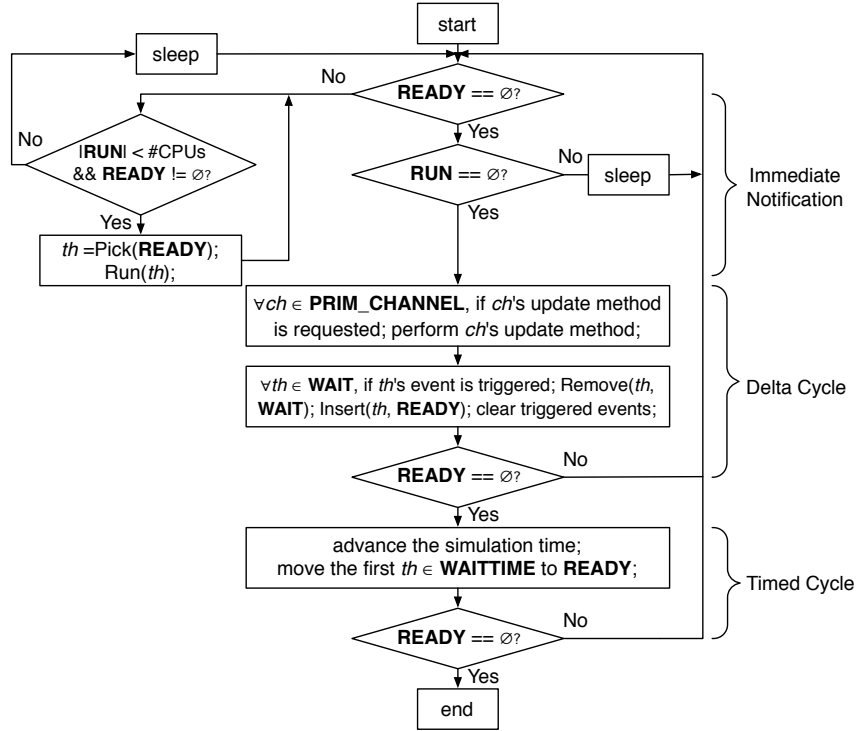 start
sleep
No
READY == ∅?
Yes
No
|RUN| < #CPUs
&& READY != ∅?
Yes
RUN == ∅?
No
sleep
Yes
Immediate
Notification
th =Pick(READY);
Run(th);
∀ch ∈ PRIM_CHANNEL, if ch's update method
is requested; perform ch's update method;
∀th ∈ WAIT, if th's event is triggered; Remove(th,
WAIT); Insert(th, READY); clear triggered events;
Delta Cycle
READY == ∅?
No
Yes
advance the simulation time;
move the first th ∈ WAITTIME to READY;
Timed Cycle
READY == ∅?
No
Yes
end